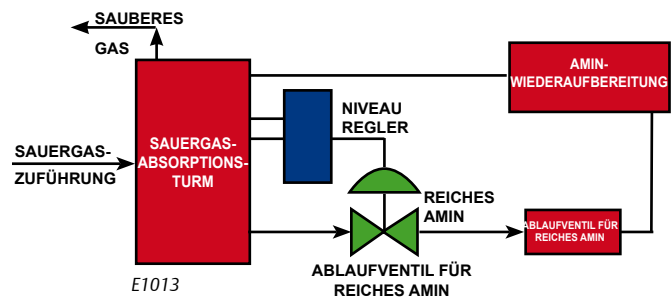 SAUBERES
GAS
SAUERGAS-
ZUFÜHRUNG
SAUERGAS-
ABSORPTIONS-
TURM
NIVEAU
REGLER
AMIN-
WIEDERAUFBEREITUNG
REICHES
AMIN
ABLAUFVENTIL FÜR
REICHES AMIN
ABLAUFVENTIL FÜR
REICHES AMIN
E1013